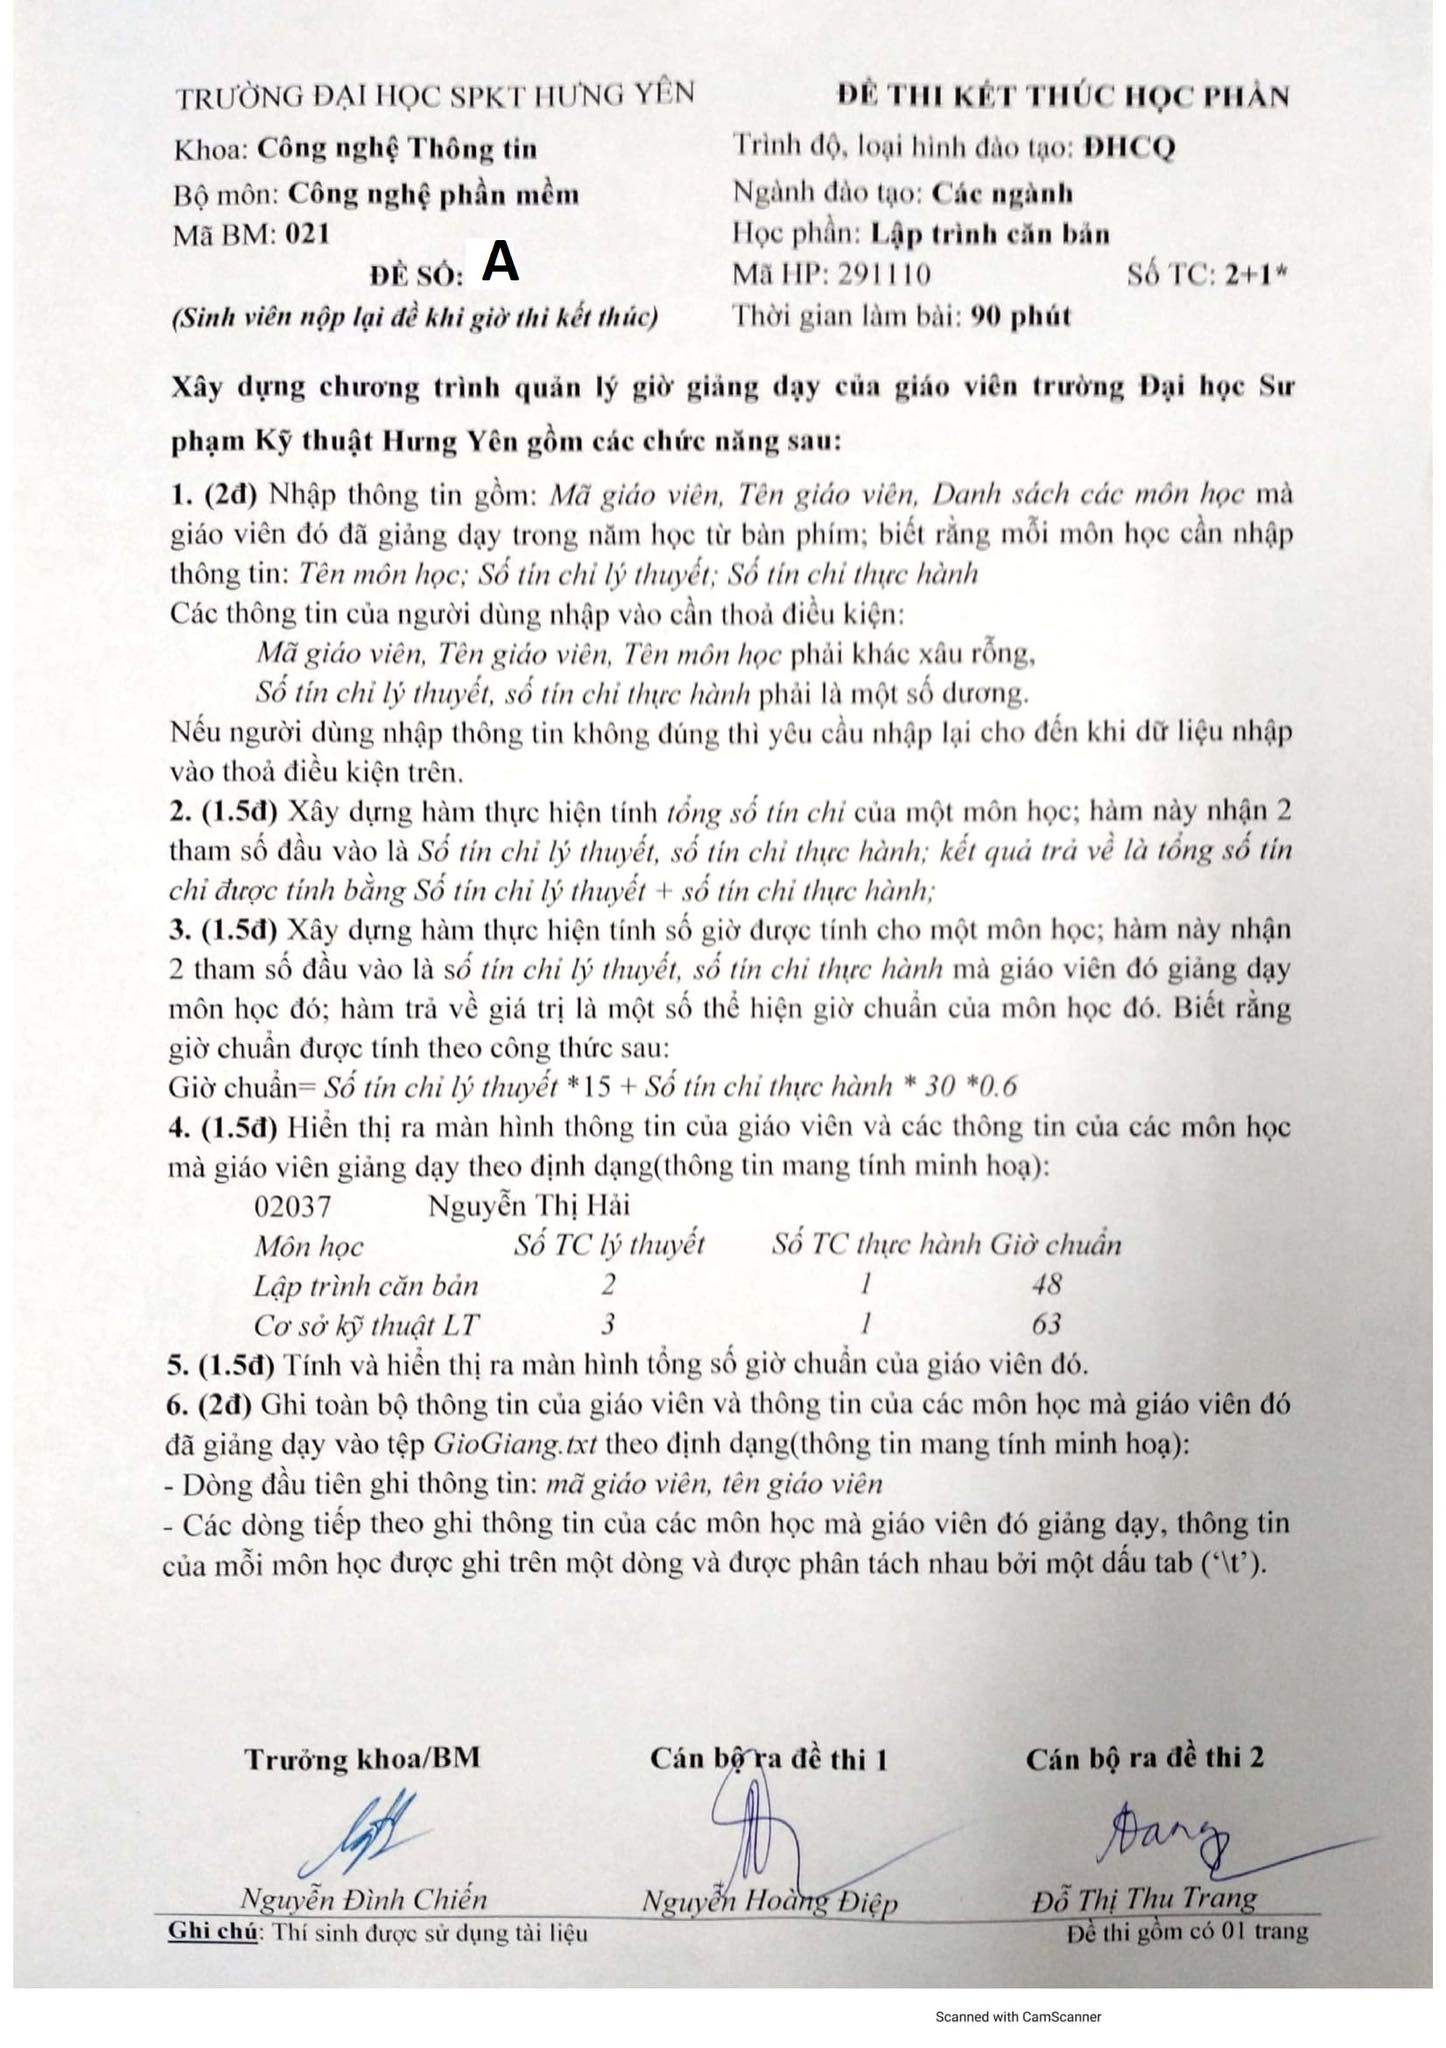 TRƯỜNG ĐẠI HỌC SPKT HƯNG YÊN
ĐỀ THI KẾT THÚC HỌC PHẦN
Khoa: Công nghệ Thông tin
Trình độ, loại hình đào tạo: ĐHCQ
Bộ môn: Công nghệ phần mềm
Ngành đào tạo: Các ngành
Mã BM: 021
Học phần: Lập trình căn bản
ĐỀ SỐ: A
Mã HP: 291110 Số TC: 2+1*
(Sinh viên nộp lại đề khi giờ thi kết thúc)
Thời gian làm bài: 90 phút
Xây dựng chương trình quản lý giờ giảng dạy của giáo viên trường Đại học Sư
phạm Kỹ thuật Hưng Yên gồm các chức năng sau:
1. (2đ) Nhập thông tin gồm: Mã giáo viên, Tên giáo viên, Danh sách các môn học mà
giáo viên đó đã giảng dạy trong năm học từ bàn phím; biết rằng mỗi môn học cần nhập
thông tin: Tên môn học; Số tín chỉ lý thuyết; Số tín chỉ thực hành
Các thông tin của người dùng nhập vào cần thoả điều kiện:
Mã giáo viên, Tên giáo viên, Tên môn học phải khác xâu rỗng,
Số tín chỉ lý thuyết, số tín chỉ thực hành phải là một số dương.
Nếu người dùng nhập thông tin không đúng thì yêu cầu nhập lại cho đến khi dữ liệu nhập
vào thoả điều kiện trên.
2. (1.5đ) Xây dựng hàm thực hiện tính tổng số tín chỉ của một môn học; hàm này nhận 2
tham số đầu vào là Số tín chỉ lý thuyết, số tín chỉ thực hành; kết quả trả về là tổng số tín
chỉ được tính bằng Số tín chỉ lý thuyết + số tín chỉ thực hành;
3. (1.5đ) Xây dựng hàm thực hiện tính số giờ được tính cho một môn học; hàm này nhận
2 tham số đầu vào là số tín chỉ lý thuyết, số tín chỉ thực hành mà giáo viên đó giảng dạy
môn học đó; hàm trả về giá trị là một số thể hiện giờ chuẩn của môn học đó. Biết rằng
giờ chuẩn được tính theo công thức sau:
Giờ chuẩn= Số tín chỉ lý thuyết *15 + Số tín chỉ thực hành * 30 *0.6
4. (1.5đ) Hiển thị ra màn hình thông tin của giáo viên và các thông tin của các môn học
mà giáo viên giảng dạy theo định dạng(thông tin mang tính minh hoạ):
02037 Nguyễn Thị Hải
Môn học Số TC lý thuyết Số TC thực hành Giờ chuẩn
Lập trình căn bản 2 1 48
Cơ sở kỹ thuật LT 3 1 63
5. (1.5đ) Tính và hiển thị ra màn hình tổng số giờ chuẩn của giáo viên đó.
6. (2đ) Ghi toàn bộ thông tin của giáo viên và thông tin của các môn học mà giáo viên đó
đã giảng dạy vào tệp GioGiang.txt theo định dạng(thông tin mang tính minh hoạ):
- Dòng đầu tiên ghi thông tin: mã giáo viên, tên giáo viên
- Các dòng tiếp theo ghi thông tin của các môn học mà giáo viên đó giảng dạy, thông tin
của mỗi môn học được ghi trên một dòng và được phân tách nhau bởi một dấu tab (‘\t’).
Trưởng khoa/BM Cán bộ ra đề thi 1 Cán bộ ra đề thi 2
Nguyễn Đình Chiến Nguyễn Hoàng Điệp Đỗ Thị Thu Trang
Ghi chú: Thí sinh được sử dụng tài liệu Đề thi gồm có 01 trang
Scanned with CamScanner